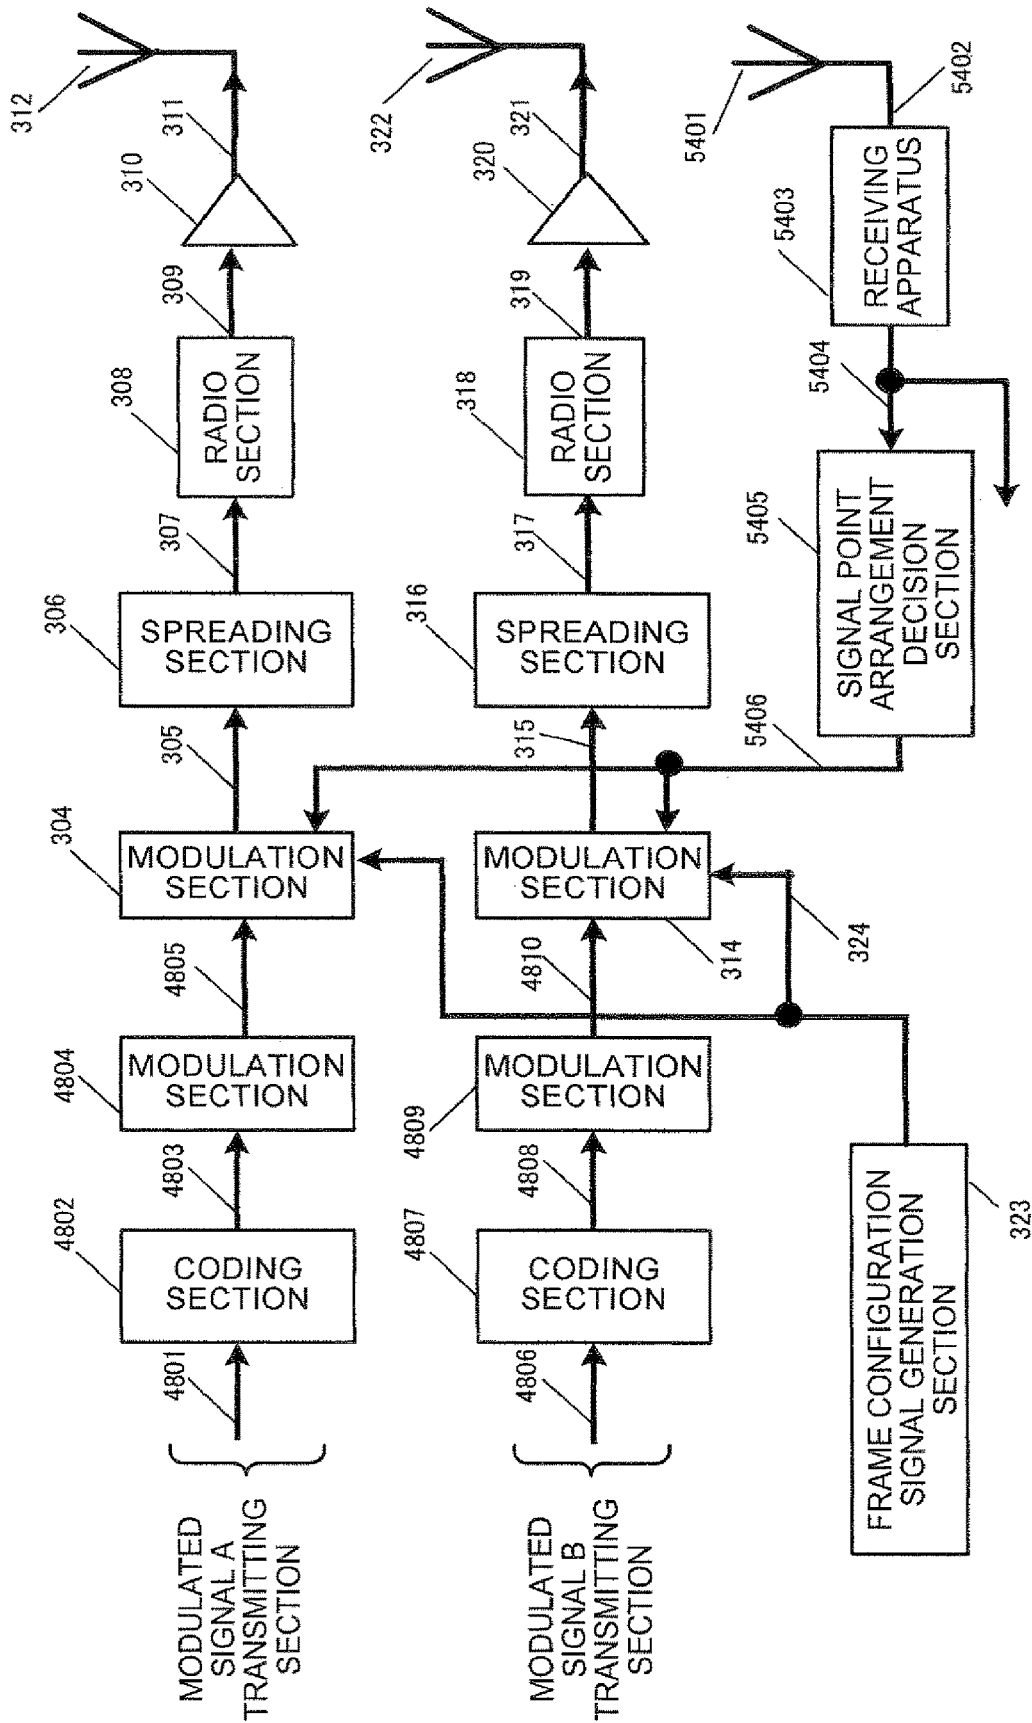 MODULATED
SIGNAL A
TRANSMITTING
SECTION
4801
4802
CODING
SECTION
4803
4804
MODULATION
SECTION
4805
304
MODULATION
SECTION
305
306
SPREADING
SECTION
307
308
RADIO
SECTION
309
310
311
312
MODULATED
SIGNAL B
TRANSMITTING
SECTION
4806
4807
CODING
SECTION
4808
4809
MODULATION
SECTION
4810
314
MODULATION
SECTION
315
316
SPREADING
SECTION
317
318
RADIO
SECTION
319
320
321
322
FRAME CONFIGURATION
SIGNAL GENERATION
SECTION
323
324
5406
5405
SIGNAL POINT
ARRANGEMENT
DECISION
SECTION
5404
5403
RECEIVING
APPARATUS
5402
5401